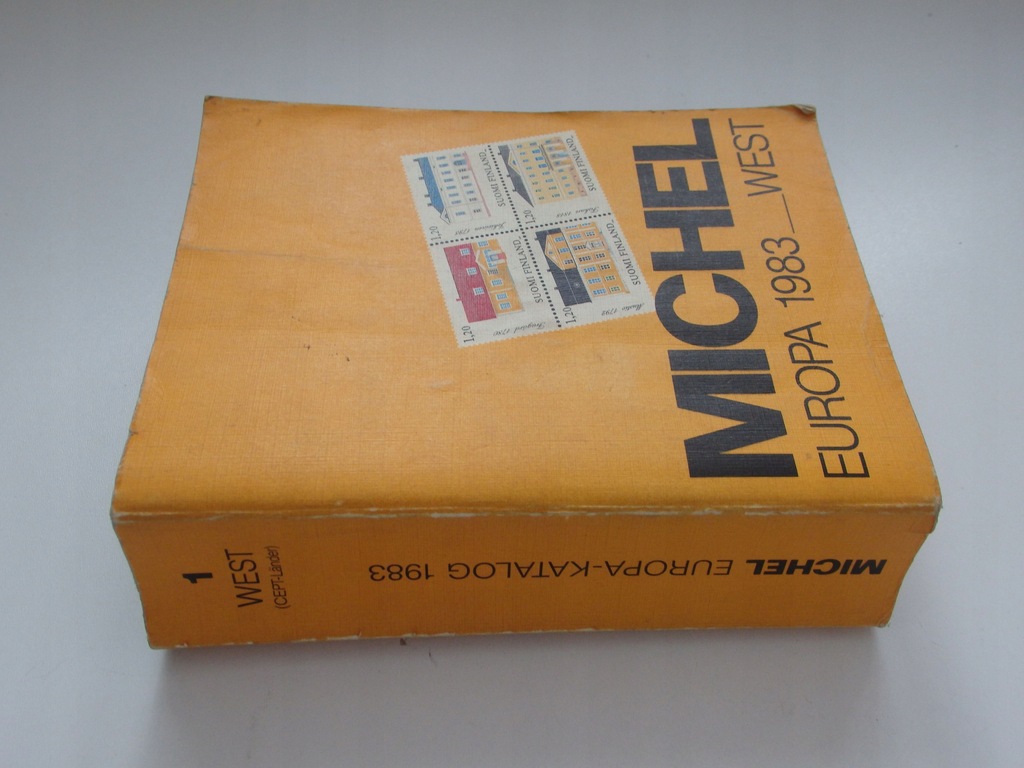 MICHEL
EUROPA 1983 — WEST
1,20
SUOMI FINLAND
1,20
SUOMI FINLAND
1,20
SUOMI FINLAND
1,20
SUOMI FINLAND
1
WEST
(CEPT-Länder)
MICHEL EUROPA-KATALOG 1983